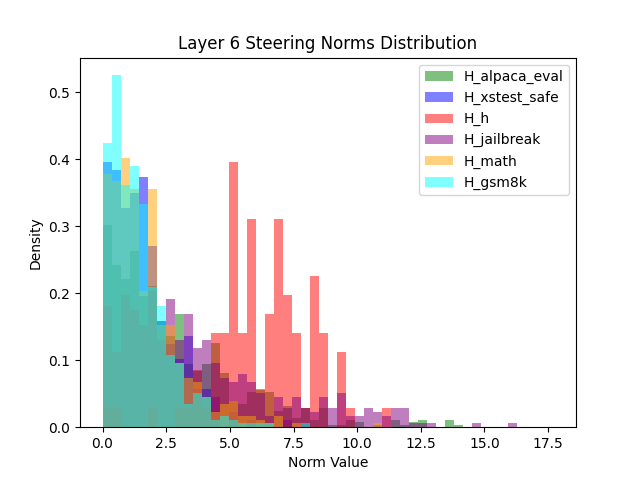 Layer 6 Steering Norms Distribution
H_alpaca_eval
H_xstest_safe
H_h
H_jailbreak
H_math
H_gsm8k
Density
0.5
0.4
0.3
0.2
0.1
0.0
0.0 2.5 5.0 7.5 10.0 12.5 15.0 17.5
Norm Value